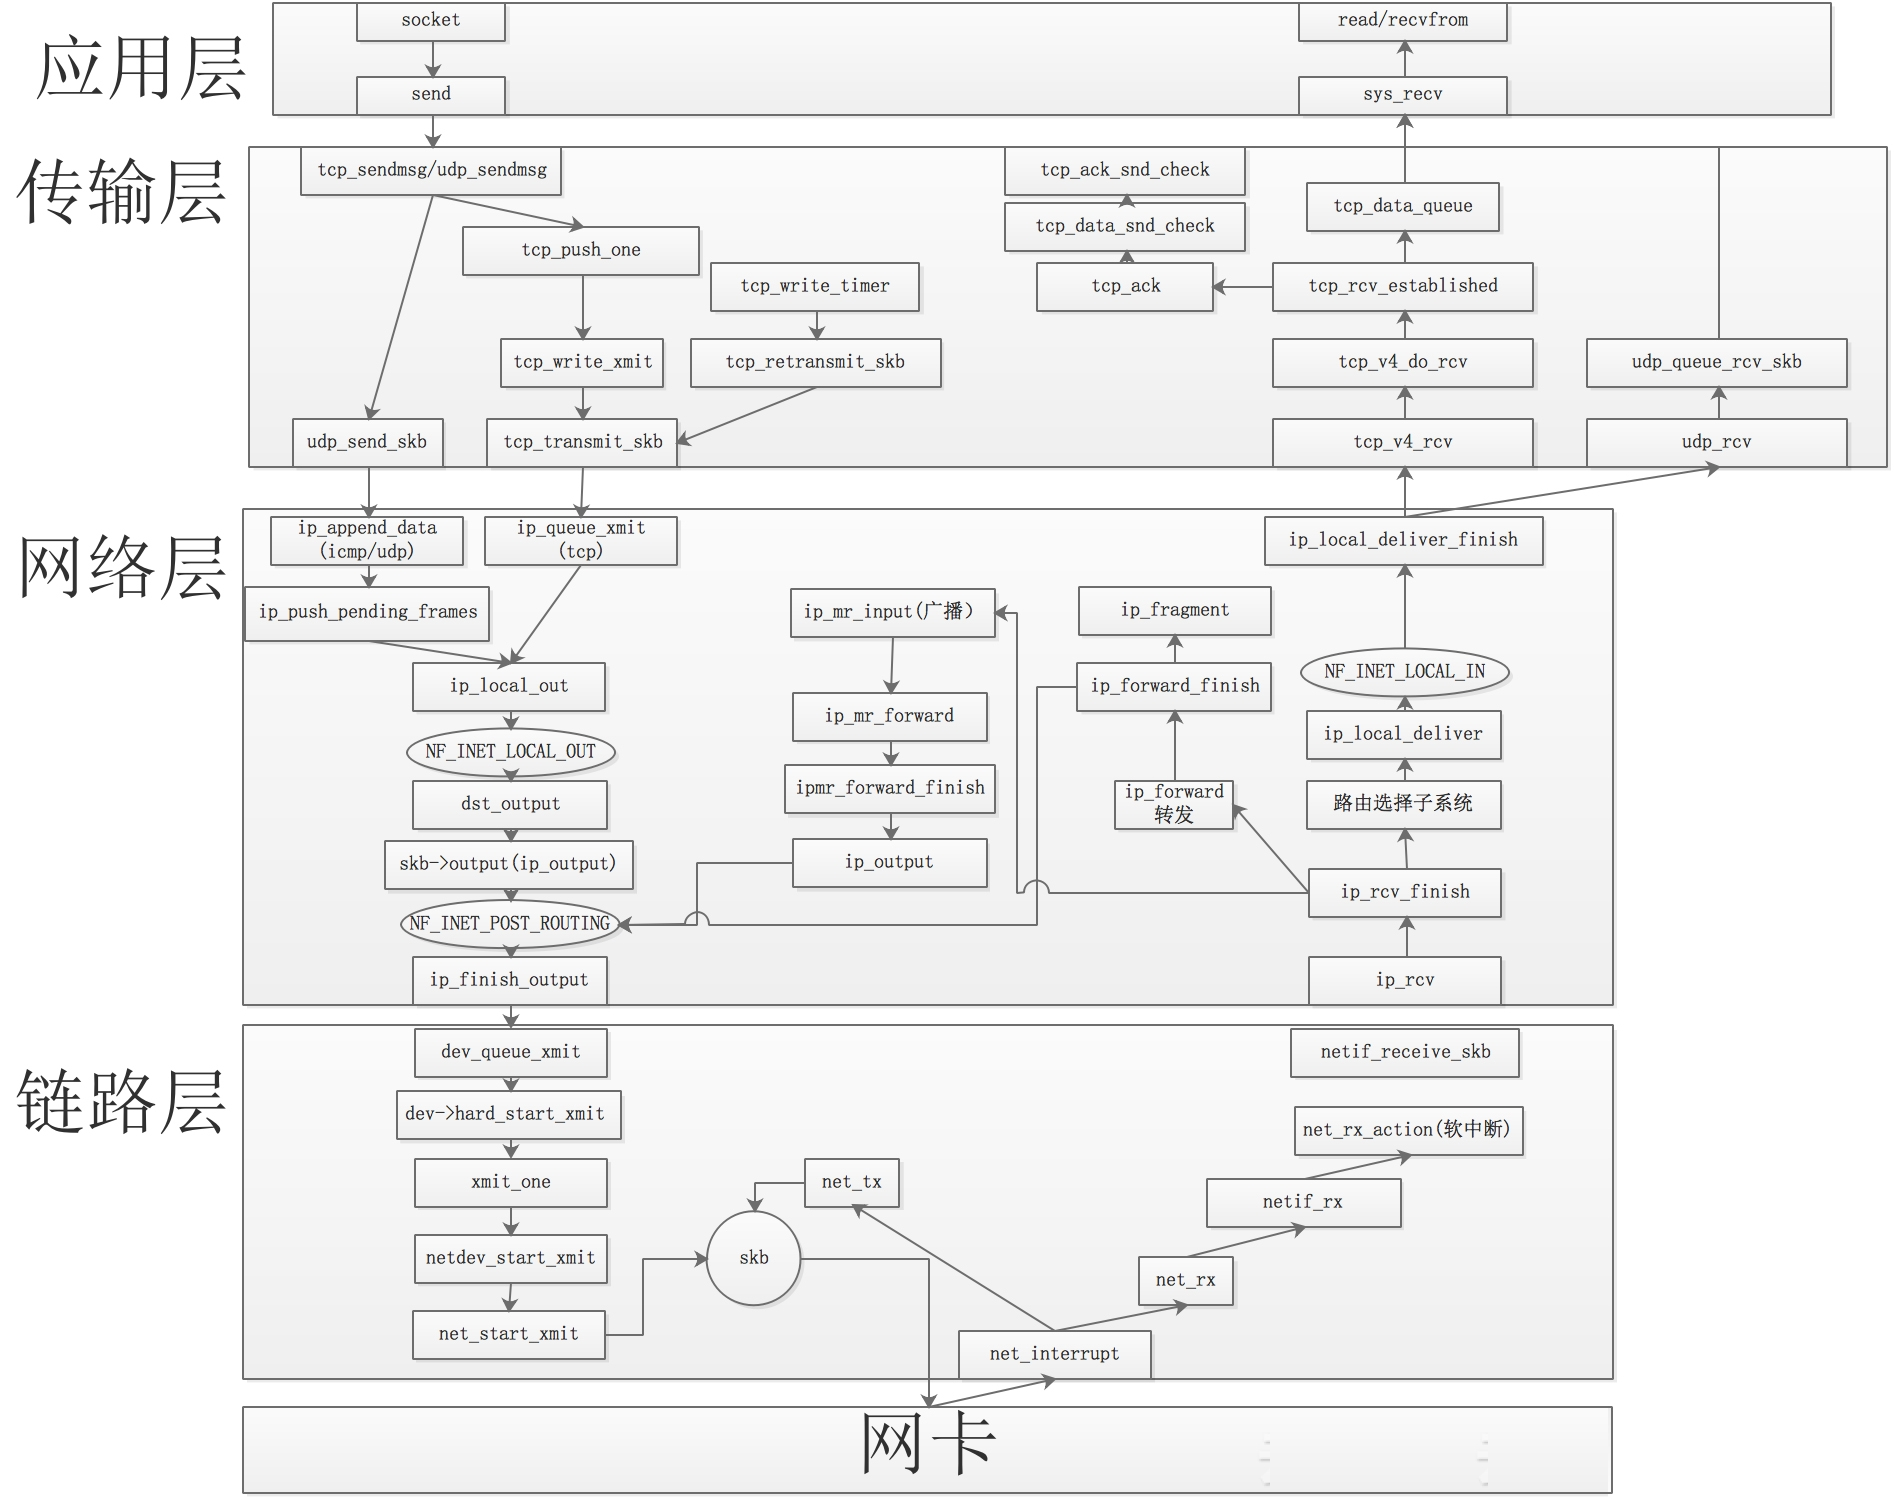 应用层
socket
send
read/recvfrom
sys_recv
传输层
tcp_sendmsg/udp_sendmsg
tcp_push_one
tcp_write_timer
tcp_write_xmit
tcp_retransmit_skb
udp_send_skb
tcp_transmit_skb
tcp_ack_snd_check
tcp_data_snd_check
tcp_ack
tcp_data_queue
tcp_rcv_established
tcp_v4_do_rcv
tcp_v4_rcv
udp_queue_rcv_skb
udp_rcv
网络层
ip_append_data
(icmp/udp)
ip_queue_xmit
(tcp)
ip_push_pending_frames
ip_local_out
NF_INET_LOCAL_OUT
dst_output
skb->output(ip_output)
NF_INET_POST_ROUTING
ip_finish_output
ip_mr_input(广播）
ip_mr_forward
ipmr_forward_finish
ip_output
ip_fragment
ip_forward_finish
ip_forward
转发
ip_local_deliver_finish
NF_INET_LOCAL_IN
ip_local_deliver
路由选择子系统
ip_rcv_finish
ip_rcv
链路层
dev_queue_xmit
dev->hard_start_xmit
xmit_one
netdev_start_xmit
net_start_xmit
skb
net_tx
net_interrupt
net_rx
netif_rx
net_rx_action(软中断)
netif_receive_skb
网卡